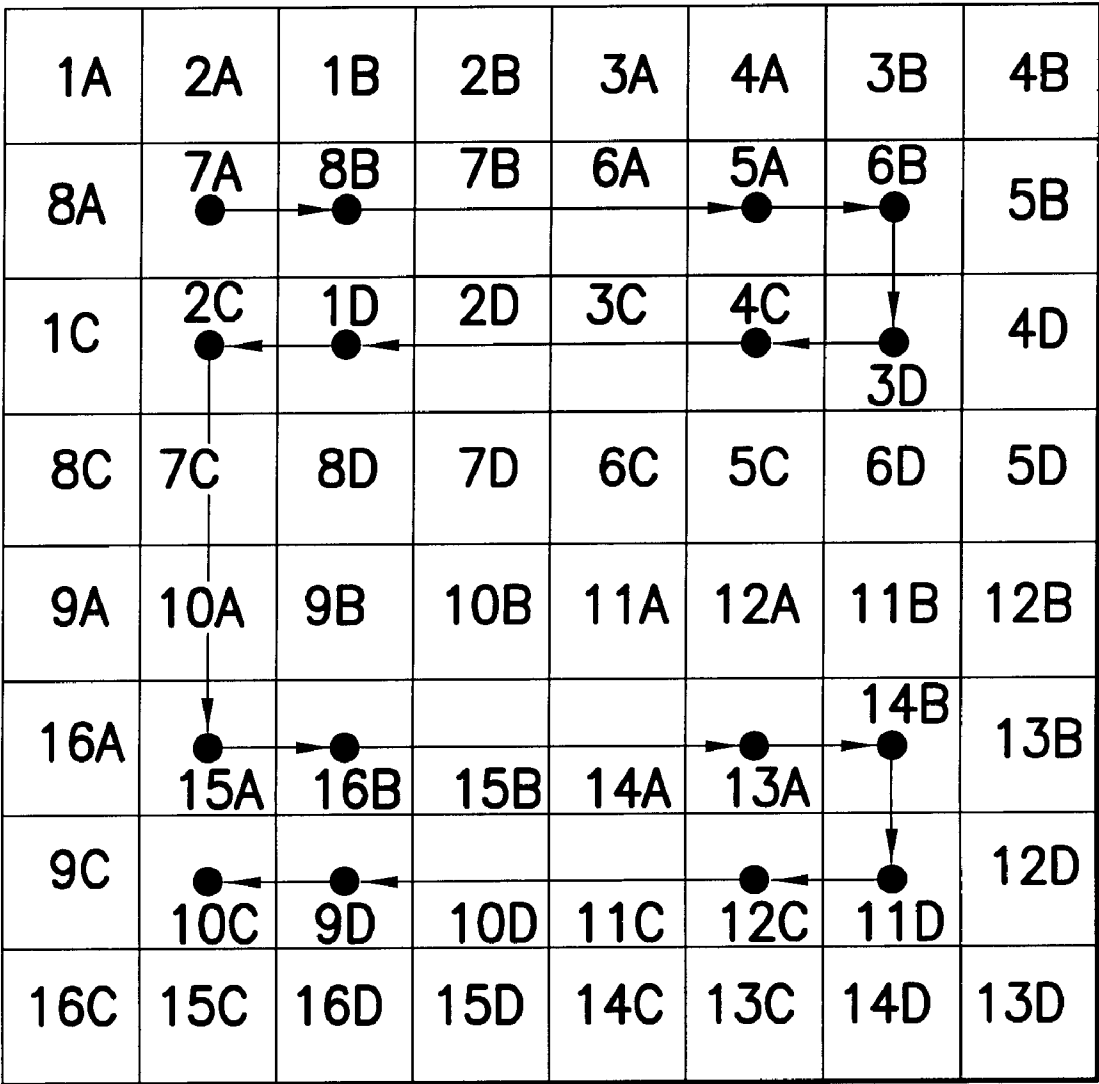 1A 2A 1B 2B 3A 4A 3B 4B
8A 7A 8B 7B 6A 5A 6B 5B
1C 2C 1D 2D 3C 4C 3D 4D
8C 7C 8D 7D 6C 5C 6D 5D
9A 10A 9B 10B 11A 12A 11B 12B
16A 15A 16B 15B 14A 13A 14B 13B
9C 10C 9D 10D 11C 12C 11D 12D
16C 15C 16D 15D 14C 13C 14D 13D